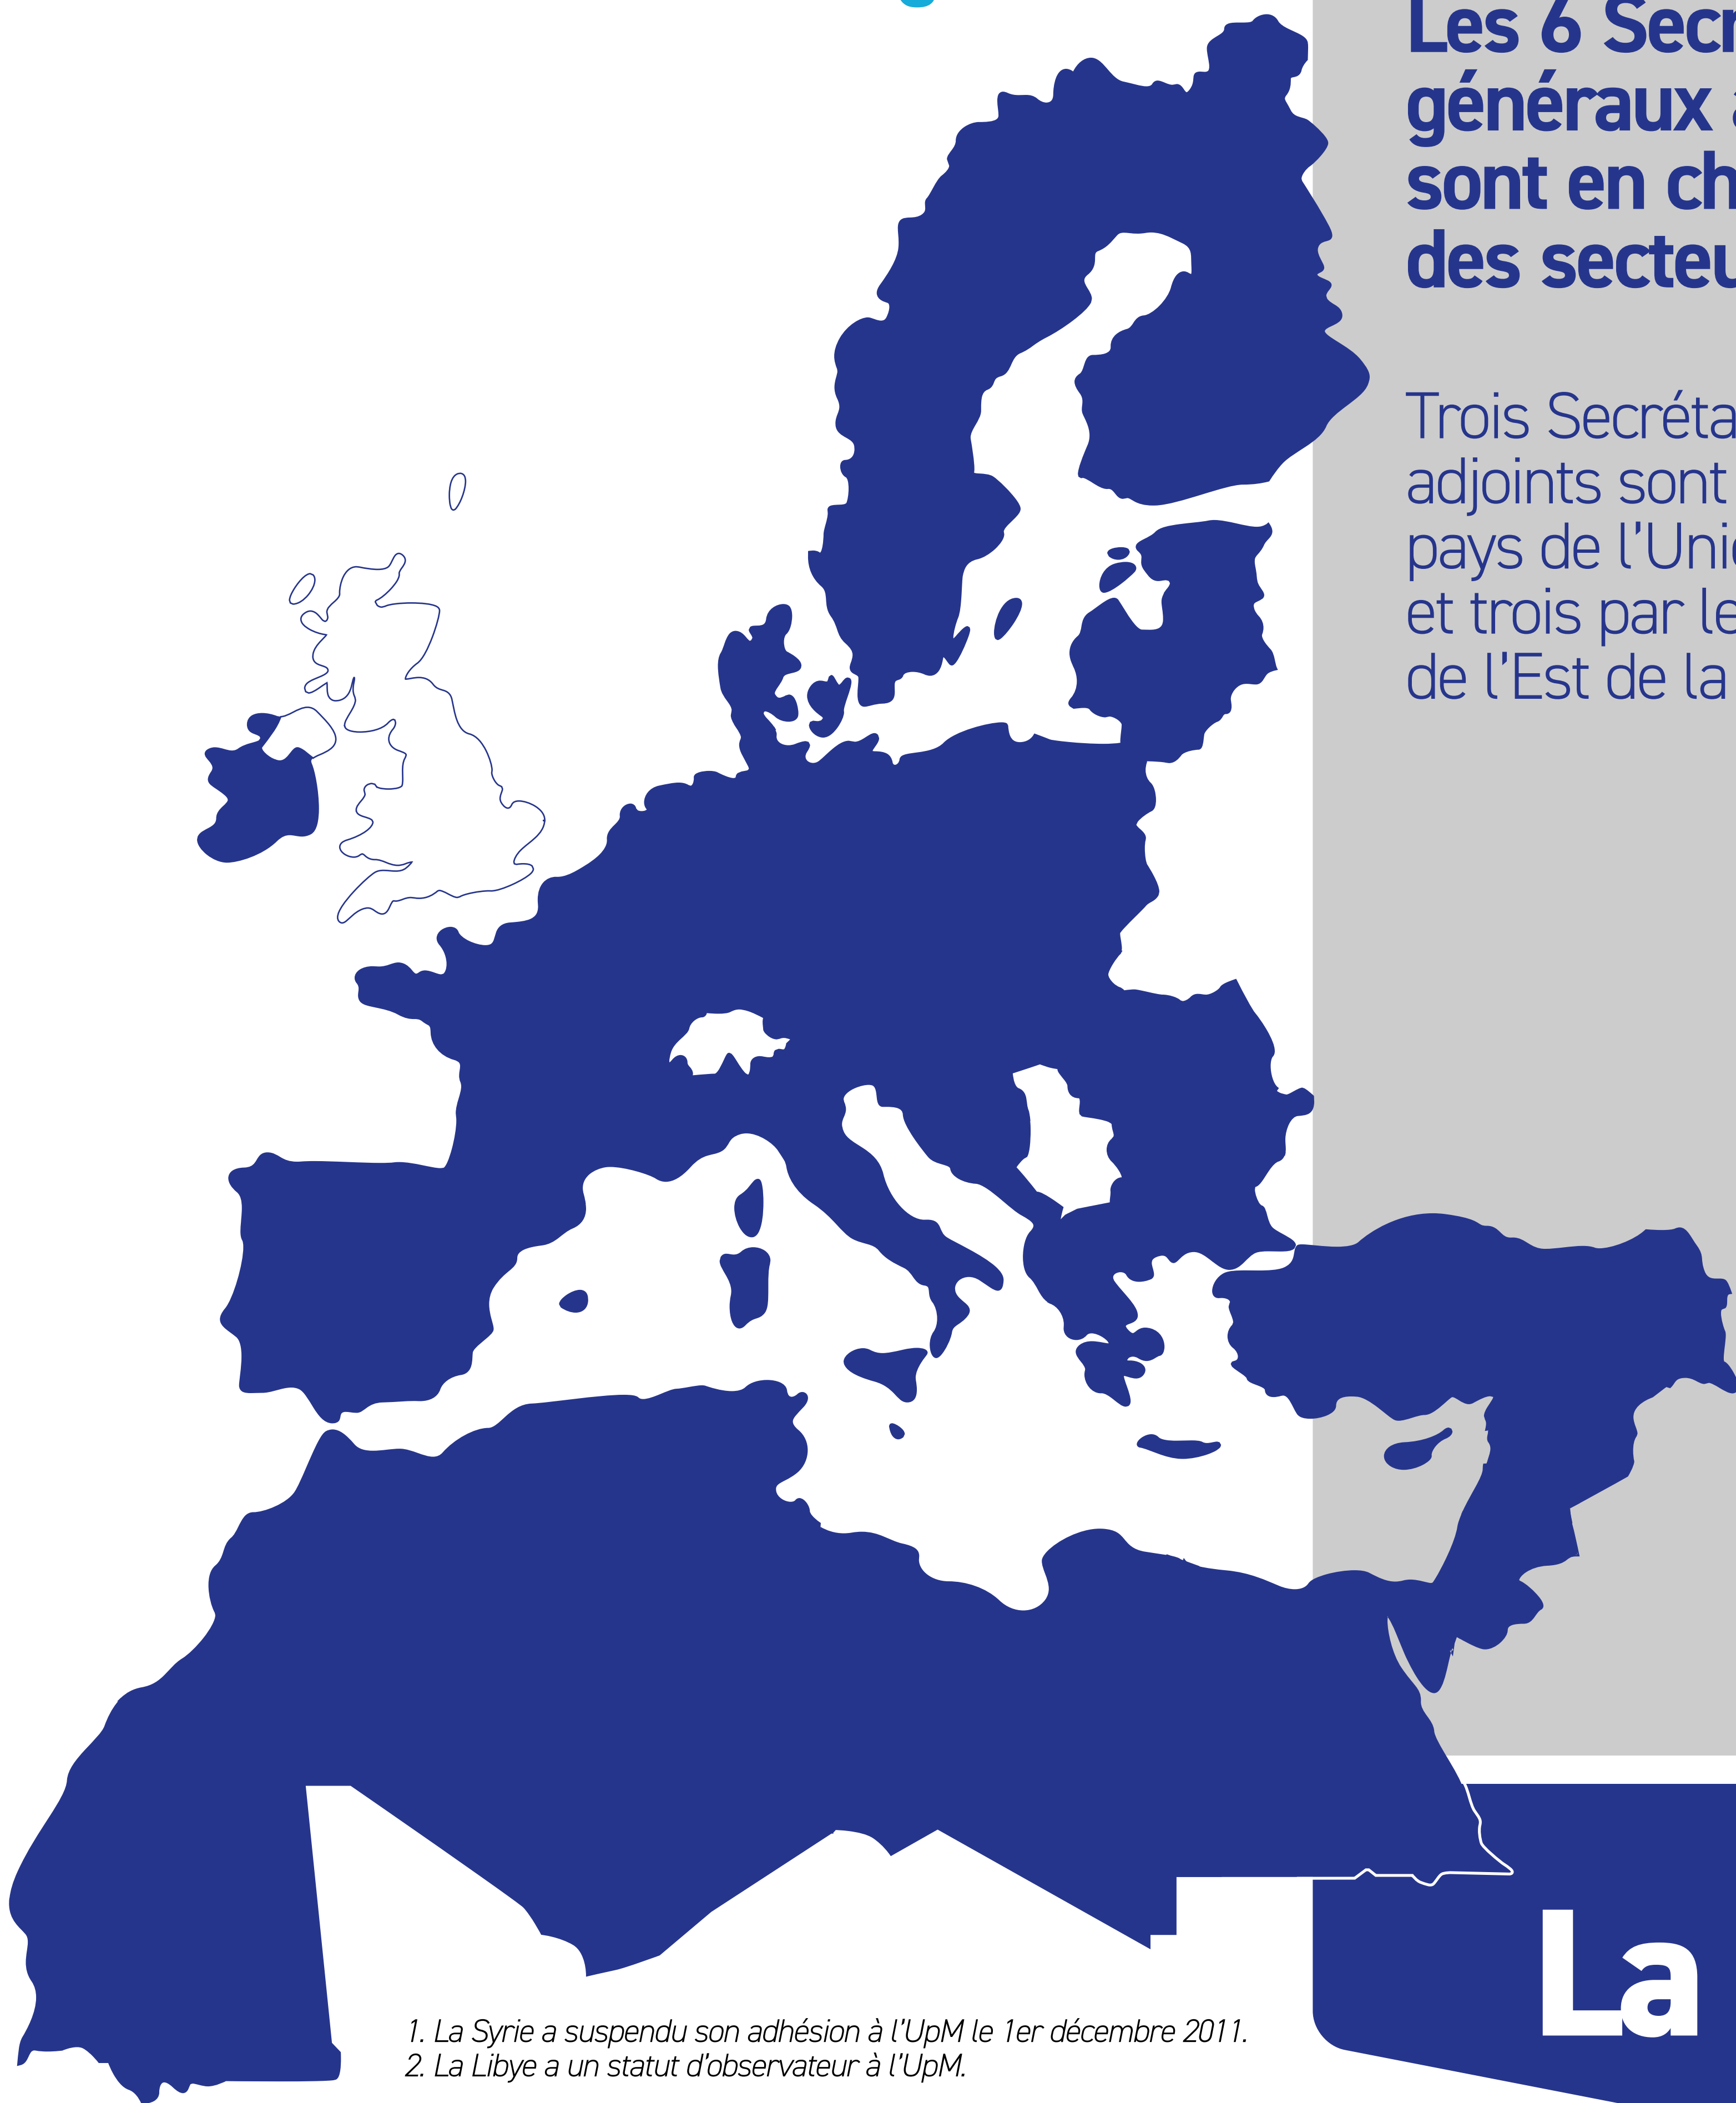 Les 6 Secr
généraux
sont en ch
des secteu
Trois Secréta
adjoints sont
pays de l'Uni
et trois par le
de l'Est de la
La
1. La Syrie a suspendu son adhésion à l'UpM le 1er décembre 2011.
2. La Libye a un statut d'observateur à l'UpM.